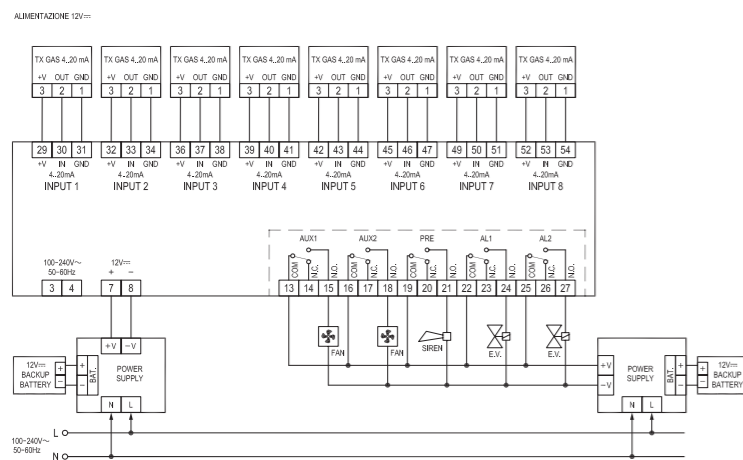 ALIMENTAZIONE 12V⎓
TX GAS 4..20 mA TX GAS 4..20 mA TX GAS 4..20 mA TX GAS 4..20 mA TX GAS 4..20 mA TX GAS 4..20 mA TX GAS 4..20 mA TX GAS 4..20 mA
+V OUT GND +V OUT GND +V OUT GND +V OUT GND +V OUT GND +V OUT GND +V OUT GND +V OUT GND
3 2 1 3 2 1 3 2 1 3 2 1 3 2 1 3 2 1 3 2 1 3 2 1
29 30 31 32 33 34 36 37 38 39 40 41 42 43 44 45 46 47 49 50 51 52 53 54
+V IN GND +V IN GND +V IN GND +V IN GND +V IN GND +V IN GND +V IN GND +V IN GND
4..20mA 4..20mA 4..20mA 4..20mA 4..20mA 4..20mA 4..20mA 4..20mA
INPUT 1 INPUT 2 INPUT 3 INPUT 4 INPUT 5 INPUT 6 INPUT 7 INPUT 8
AUX1 AUX2 PRE AL1 AL2
COM N.C. N.O. COM N.C. N.O. COM N.C. N.O. COM N.C. N.O. COM N.C. N.O.
100-240V~ 12V⎓
50-60Hz + −
3 4 7 8 13 14 15 16 17 18 19 20 21 22 23 24 25 26 27
FAN FAN SIREN E.V. E.V.
+V −V
12V⎓
BACKUP
BATTERY
+ −
+ −
BAT.
POWER
SUPPLY
N L
+V
−V
POWER
SUPPLY
BAT.
+ −
+ −
12V⎓
BACKUP
BATTERY
N L
100-240V~
50-60Hz
L
N